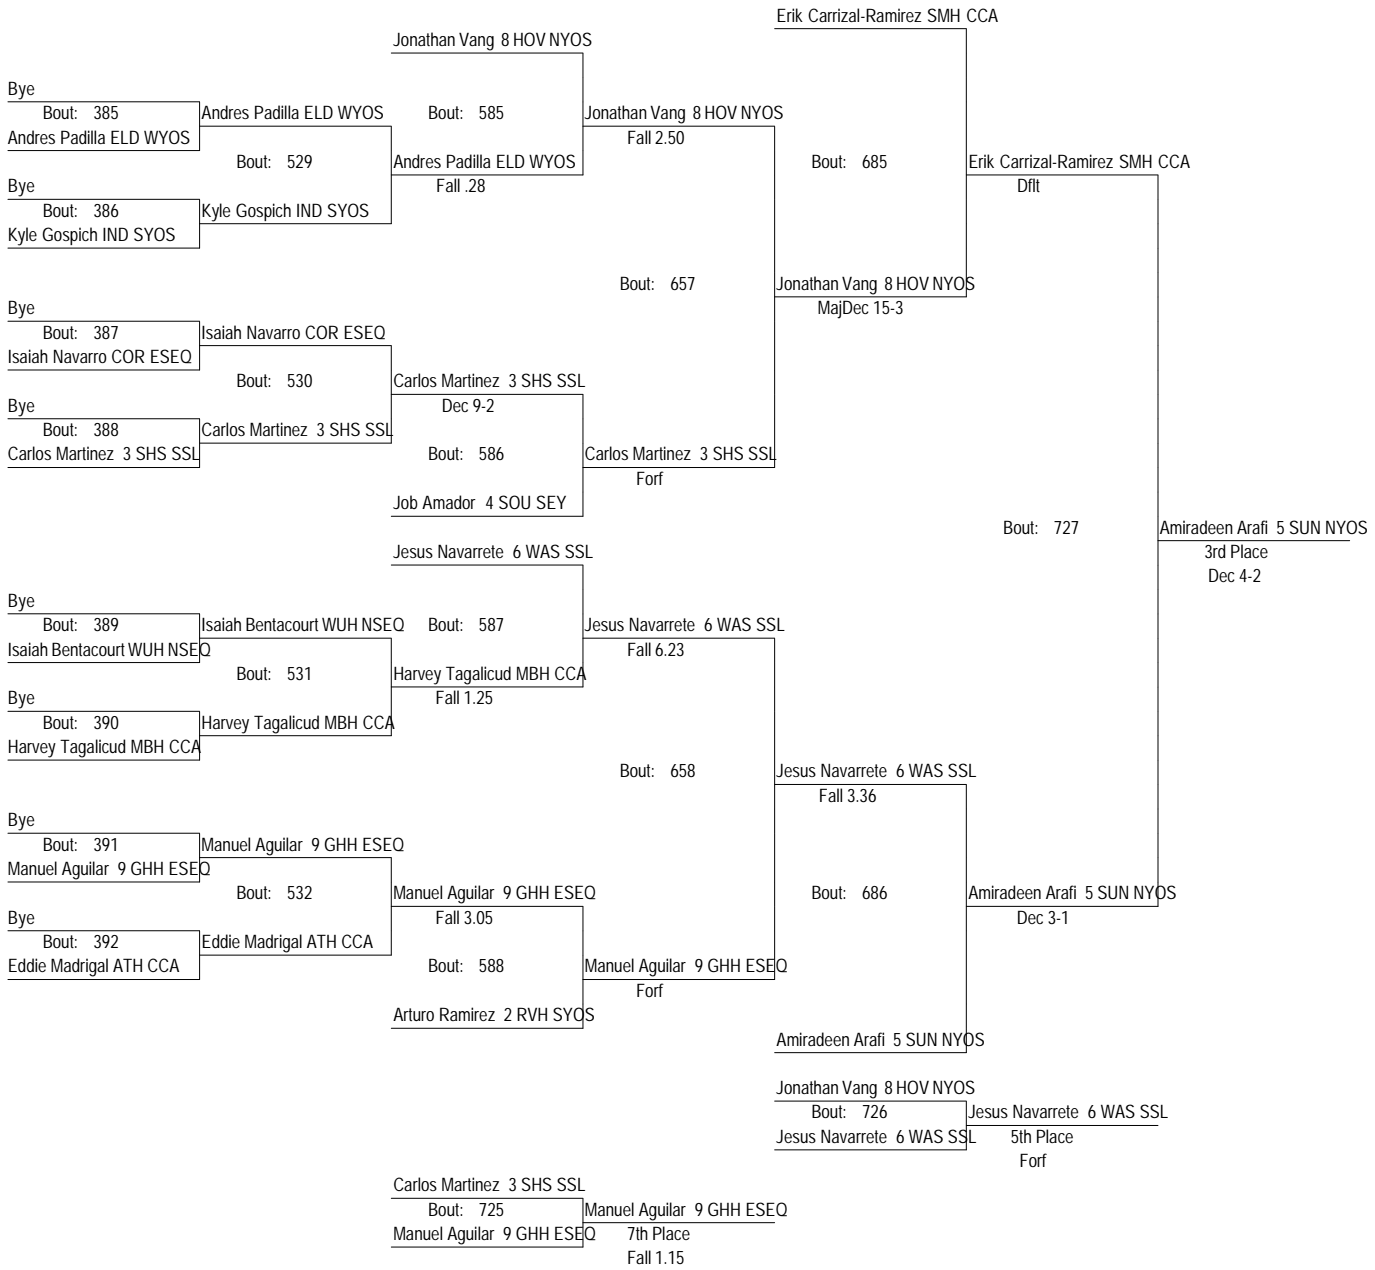 Erik Carrizal-Ramirez SMH CCA
Jonathan Vang 8 HOV NYOS
Bye
Bout: 385 Andres Padilla ELD WYOS Bout: 585 Jonathan Vang 8 HOV NYOS
Andres Padilla ELD WYOS Fall 2.50
Bout: 529 Andres Padilla ELD WYOS Bout: 685 Erik Carrizal-Ramirez SMH CCA
Bye Fall .28 Dflt
Bout: 386 Kyle Gospich IND SYOS
Kyle Gospich IND SYOS
Bout: 657 Jonathan Vang 8 HOV NYOS
Bye MajDec 15-3
Bout: 387 Isaiah Navarro COR ESEQ
Isaiah Navarro COR ESEQ
Bout: 530 Carlos Martinez 3 SHS SSL
Bye Dec 9-2
Bout: 388 Carlos Martinez 3 SHS SSL
Carlos Martinez 3 SHS SSL Bout: 586 Carlos Martinez 3 SHS SSL
Forf
Job Amador 4 SOU SEY
Bout: 727 Amiradeen Arafi 5 SUN NYOS
Jesus Navarrete 6 WAS SSL 3rd Place
Dec 4-2
Bye
Bout: 389 Isaiah Bentacourt WUH NSEQ Bout: 587 Jesus Navarrete 6 WAS SSL
Isaiah Bentacourt WUH NSEQ Fall 6.23
Bout: 531 Harvey Tagalicud MBH CCA
Bye Fall 1.25
Bout: 390 Harvey Tagalicud MBH CCA
Harvey Tagalicud MBH CCA
Bout: 658 Jesus Navarrete 6 WAS SSL
Fall 3.36
Bye
Bout: 391 Manuel Aguilar 9 GHH ESEQ
Manuel Aguilar 9 GHH ESEQ
Bout: 532 Manuel Aguilar 9 GHH ESEQ Bout: 686 Amiradeen Arafi 5 SUN NYOS
Bye Fall 3.05 Dec 3-1
Bout: 392 Eddie Madrigal ATH CCA
Eddie Madrigal ATH CCA Bout: 588 Manuel Aguilar 9 GHH ESEQ
Forf
Arturo Ramirez 2 RVH SYOS
Amiradeen Arafi 5 SUN NYOS
Jonathan Vang 8 HOV NYOS
Bout: 726 Jesus Navarrete 6 WAS SSL
Jesus Navarrete 6 WAS SSL 5th Place
Forf
Carlos Martinez 3 SHS SSL
Bout: 725 Manuel Aguilar 9 GHH ESEQ
Manuel Aguilar 9 GHH ESEQ 7th Place
Fall 1.15